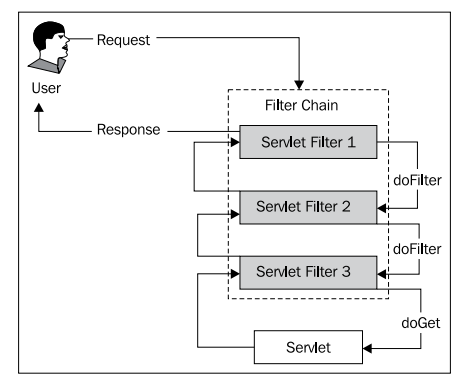 Request
User
Filter Chain
Response
Servlet Filter 1
doFilter
Servlet Filter 2
doFilter
Servlet Filter 3
doGet
Servlet